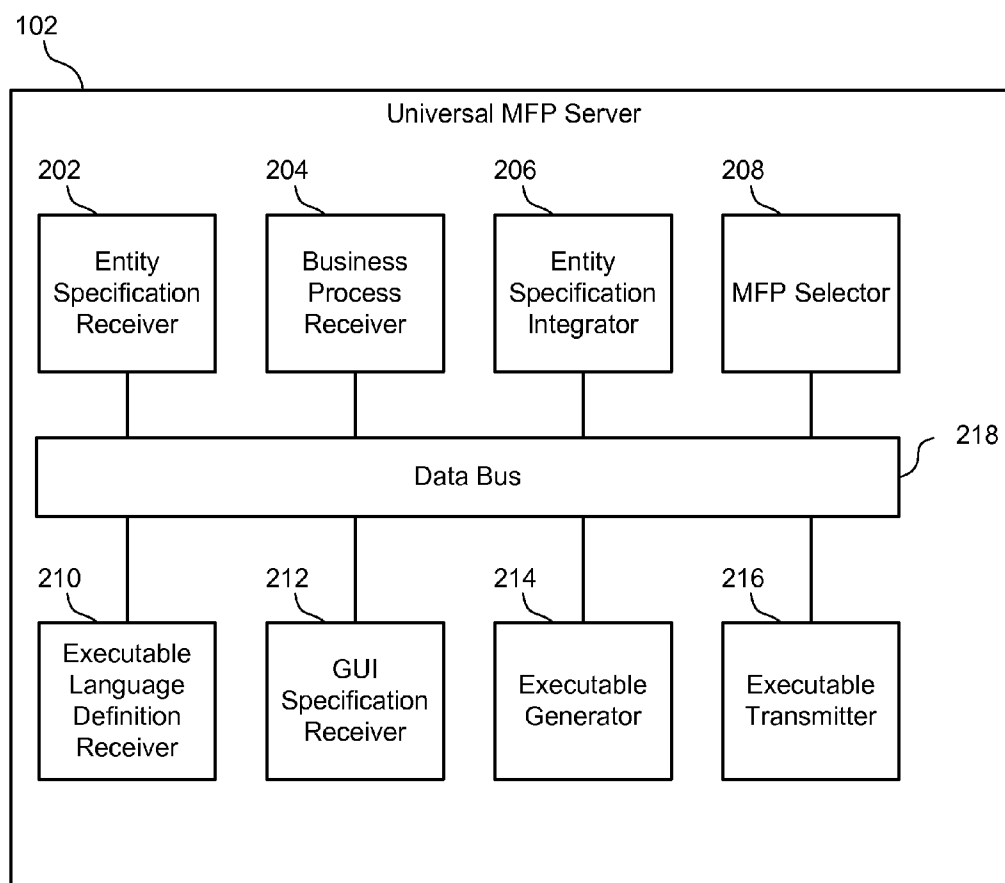 102
Universal MFP Server
202
204
206
208
Entity
Specification
Receiver
Business
Process
Receiver
Entity
Specification
Integrator
MFP Selector
218
Data Bus
210
212
214
216
Executable
Language
Definition
Receiver
GUI
Specification
Receiver
Executable
Generator
Executable
Transmitter